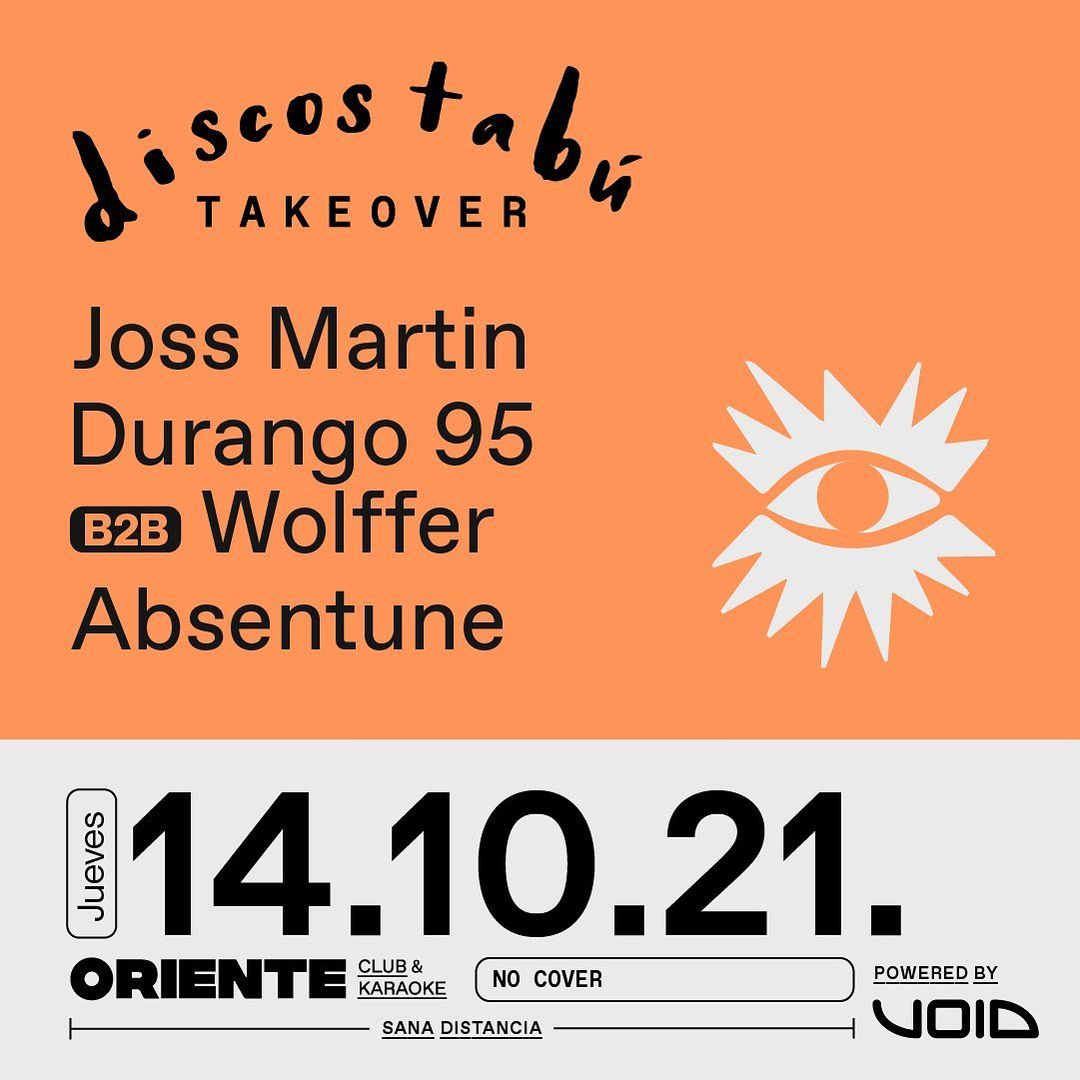 discos tabú
TAKEOVER
Joss Martin
Durango 95
B2B Wolffer
Absentune
Jueves
14.10.21.
ORIENTE
CLUB &
KARAOKE
NO COVER
SANA DISTANCIA
POWERED BY
VOID